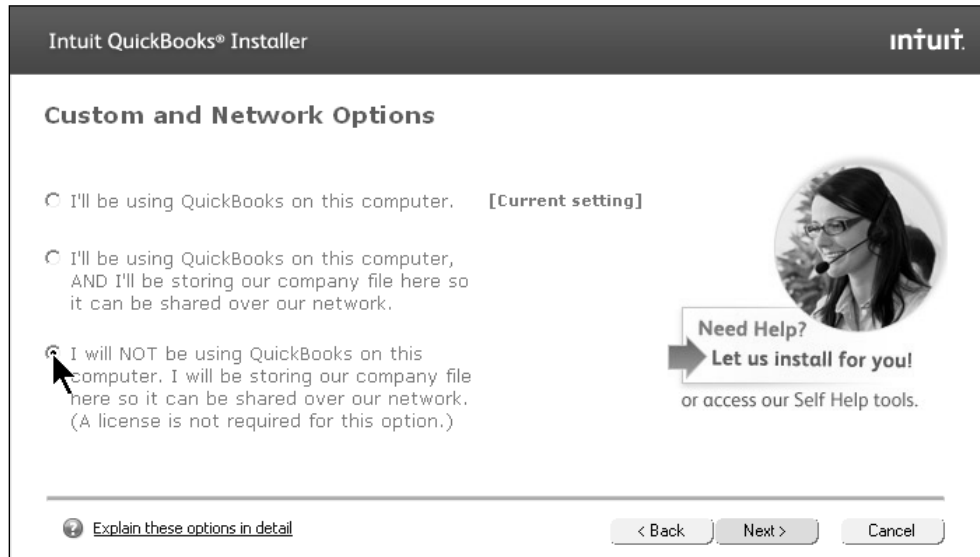 Intuit QuickBooks® Installer
intuit.
Custom and Network Options
I'll be using QuickBooks on this computer. [Current setting]
I'll be using QuickBooks on this computer,
AND I'll be storing our company file here so
it can be shared over our network.
I will NOT be using QuickBooks on this
computer. I will be storing our company file
here so it can be shared over our network.
(A license is not required for this option.)
Need Help?
Let us install for you!
or access our Self Help tools.
? Explain these options in detail
< Back
Next >
Cancel